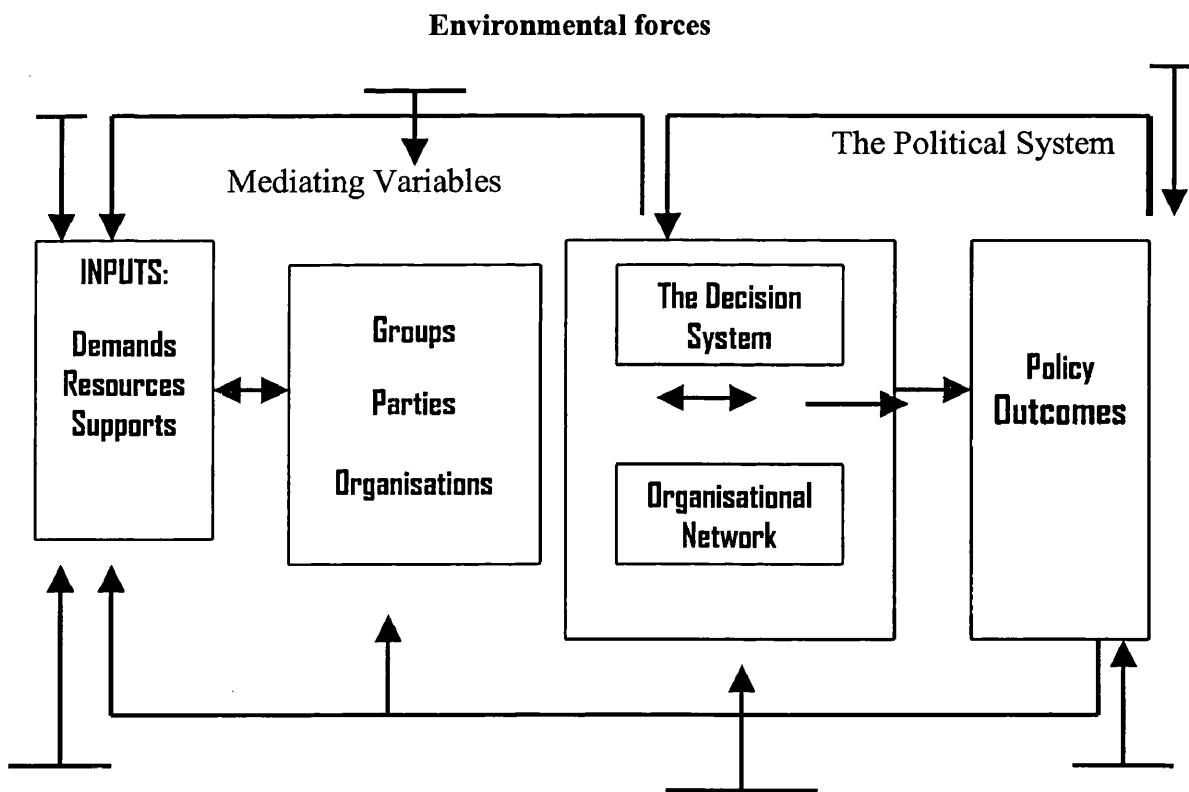 Environmental forces
The Political System
Mediating Variables
INPUTS:
Demands
Resources
Supports
Groups
Parties
Organisations
The Decision
System
Organisational
Network
Policy
Outcomes